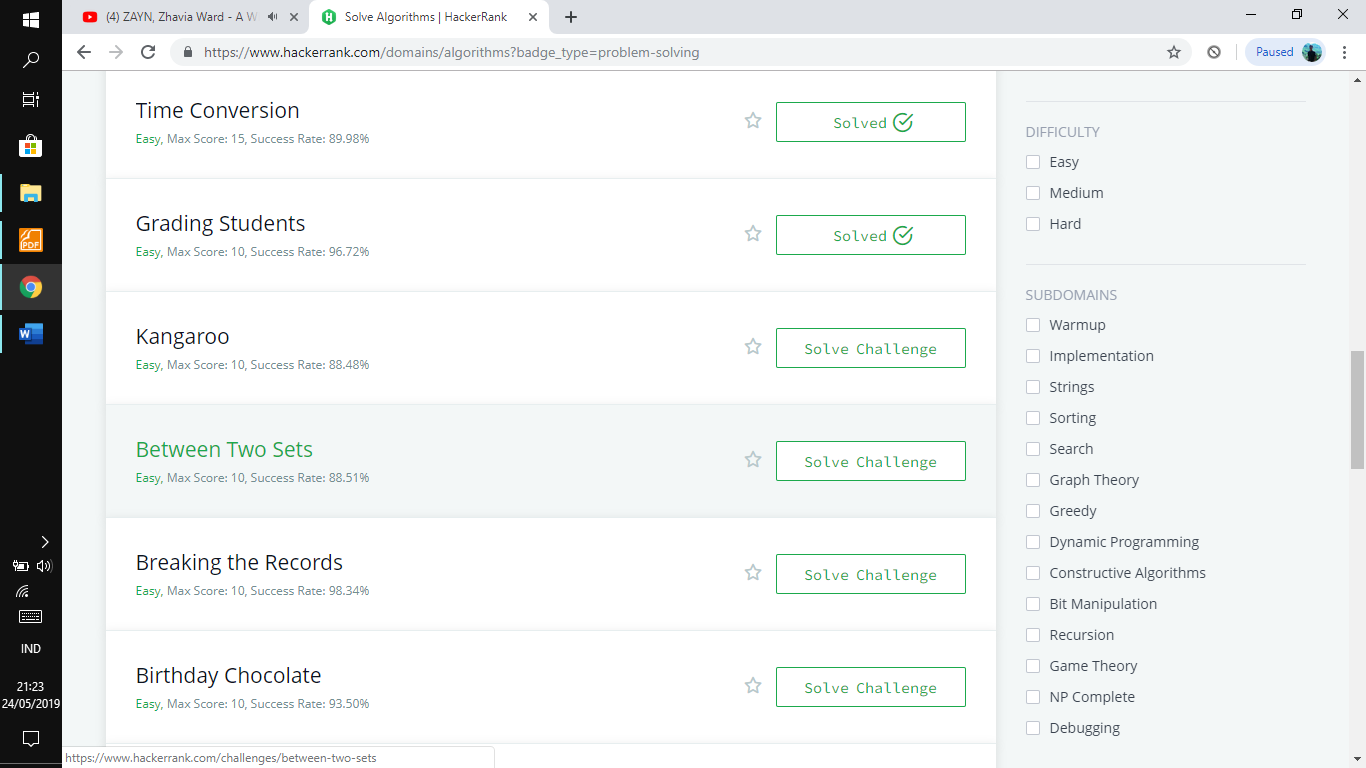 (4) ZAYN, Zhavia Ward - A W
Solve Algorithms | HackerRank
https://www.hackerrank.com/domains/algorithms?badge_type=problem-solving
Paused
Time Conversion
Easy, Max Score: 15, Success Rate: 89.98%
Solved
Grading Students
Easy, Max Score: 10, Success Rate: 96.72%
Solved
Kangaroo
Easy, Max Score: 10, Success Rate: 88.48%
Solve Challenge
Between Two Sets
Easy, Max Score: 10, Success Rate: 88.51%
Solve Challenge
Breaking the Records
Easy, Max Score: 10, Success Rate: 98.34%
Solve Challenge
Birthday Chocolate
Easy, Max Score: 10, Success Rate: 93.50%
Solve Challenge
DIFFICULTY
Easy
Medium
Hard
SUBDOMAINS
Warmup
Implementation
Strings
Sorting
Search
Graph Theory
Greedy
Dynamic Programming
Constructive Algorithms
Bit Manipulation
Recursion
Game Theory
NP Complete
Debugging
PDF
W
IND
21:23
24/05/2019
https://www.hackerrank.com/challenges/between-two-sets